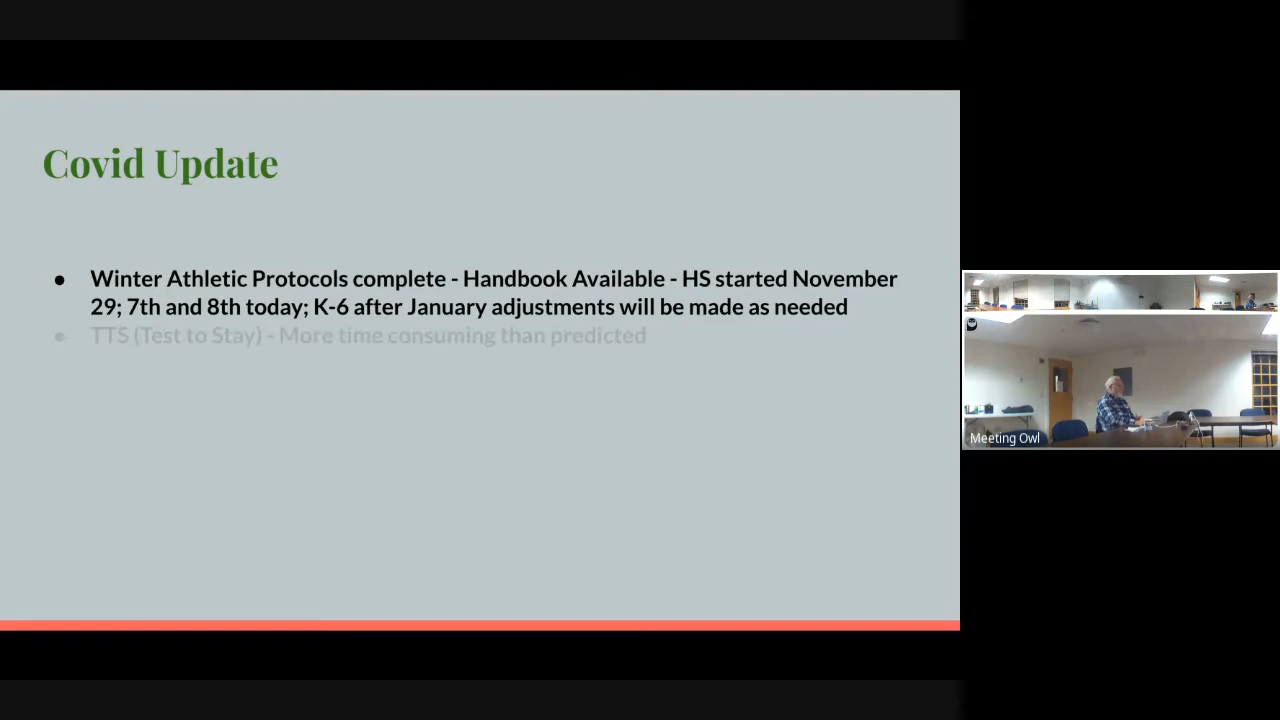 Covid Update
● Winter Athletic Protocols complete - Handbook Available - HS started November
29; 7th and 8th today; K-6 after January adjustments will be made as needed
● TTS (Test to Stay) - More time consuming than predicted
Meeting Owl